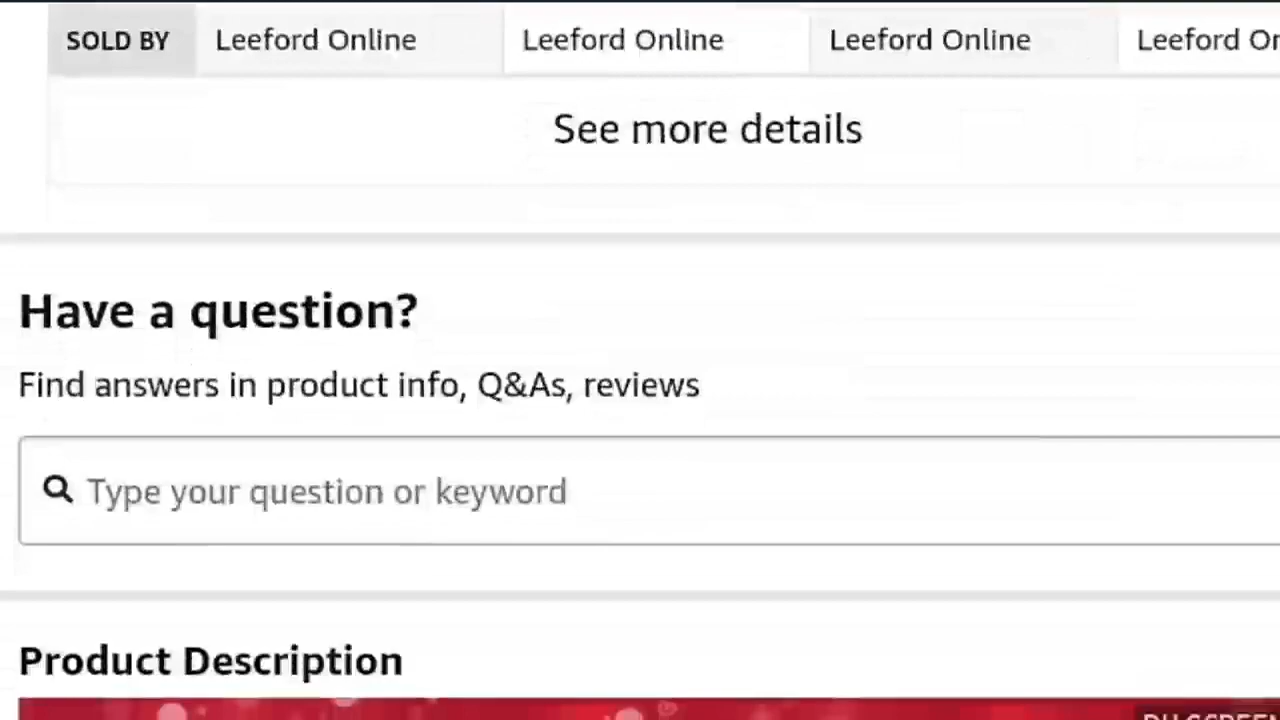 SOLD BY Leeford Online Leeford Online Leeford Online Leeford
See more details
Have a question?
Find answers in product info, Q&As, reviews
Type your question or keyword
Product Description